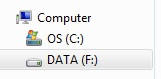 Computer
OS (C:)
DATA (F:)